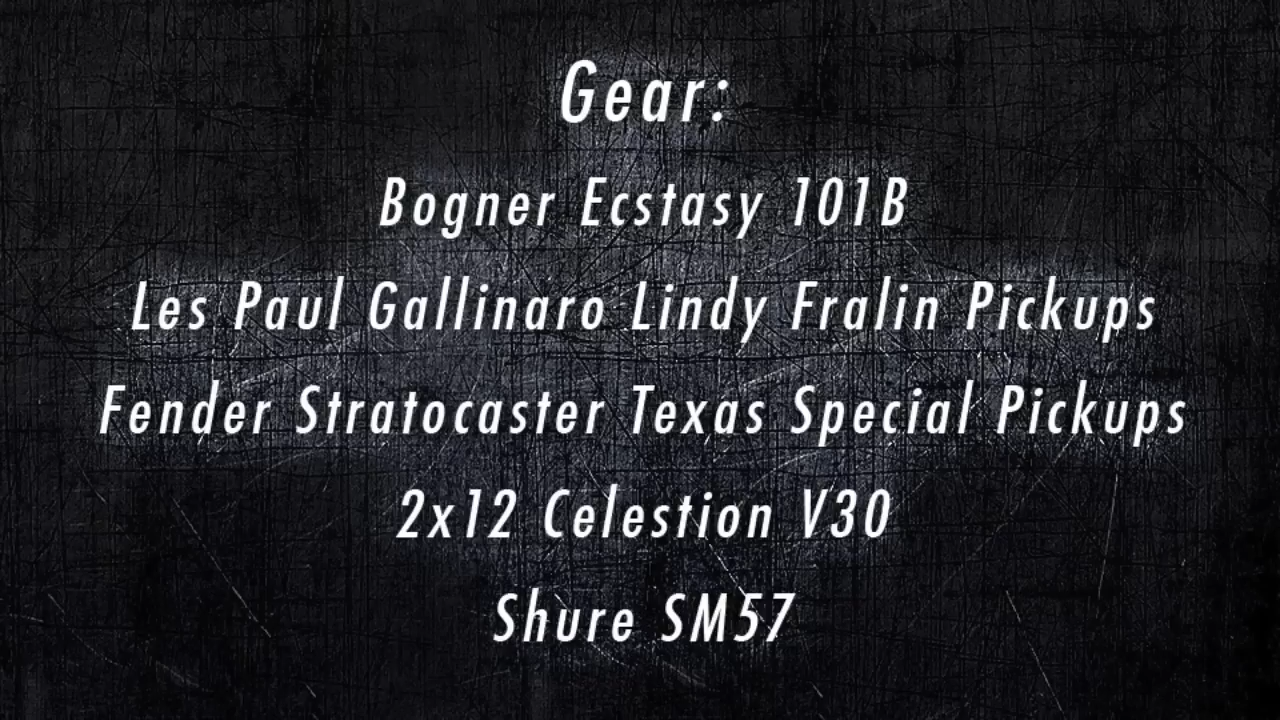 Gear:
Bogner Ecstasy 101B
Les Paul Gallinaro Lindy Fralin Pickups
Fender Stratocaster Texas Special Pickups
2x12 Celestion V30
Shure SM57